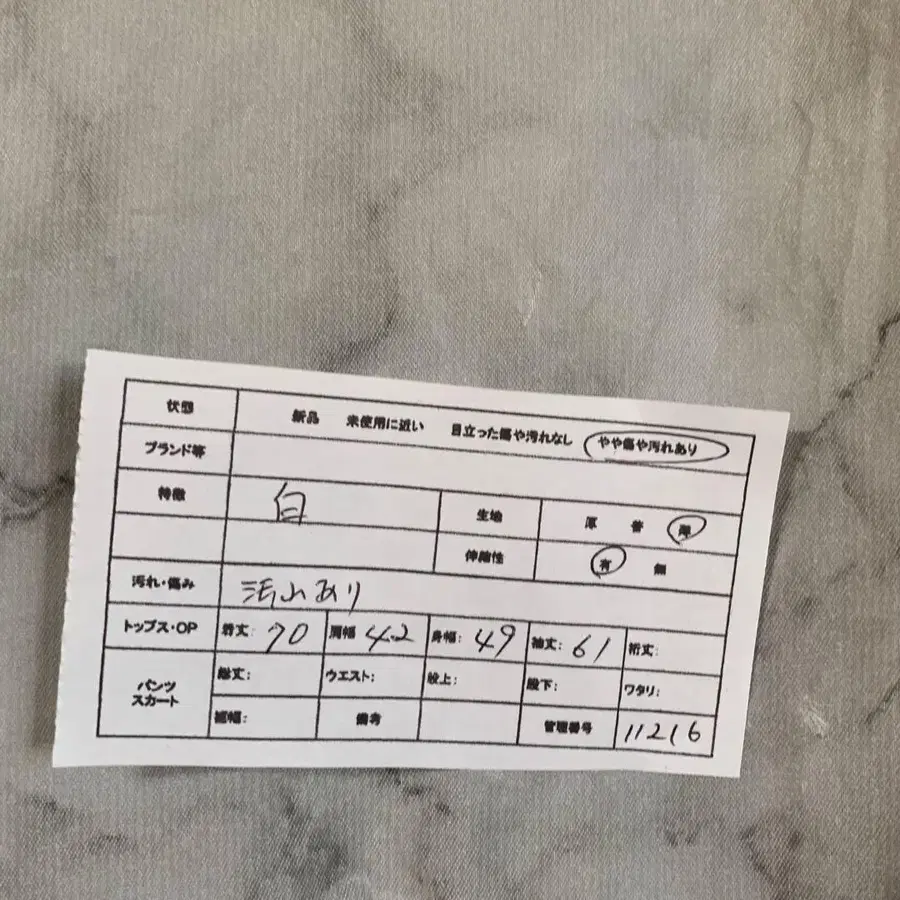 状態 新品 未使用に近い 目立った傷や汚れなし やや傷や汚れあり
ブランド等
特徴 白 生地 厚 普 薄
伸縮性 有 無
汚れ・傷み 汚れあり
トップス・OP 着丈: 70 肩幅 42 身幅: 49 袖丈: 61 裄丈:
パンツ スカート 総丈: ウエスト: 股上: 股下: ワタリ:
裾幅: 備考 管理番号 11216